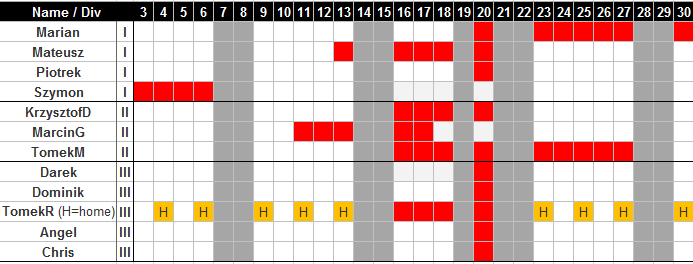 Name / Div 3 4 5 6 7 8 9 10 11 12 13 14 15 16 17 18 19 20 21 22 23 24 25 26 27 28 29 30
Marian I
Mateusz I
Piotrek I
Szymon I
KrzysztofD II
MarcinG II
TomekM II
Darek III
Dominik III
TomekR (H=home) III H H H H H H H H H
Angel III
Chris III